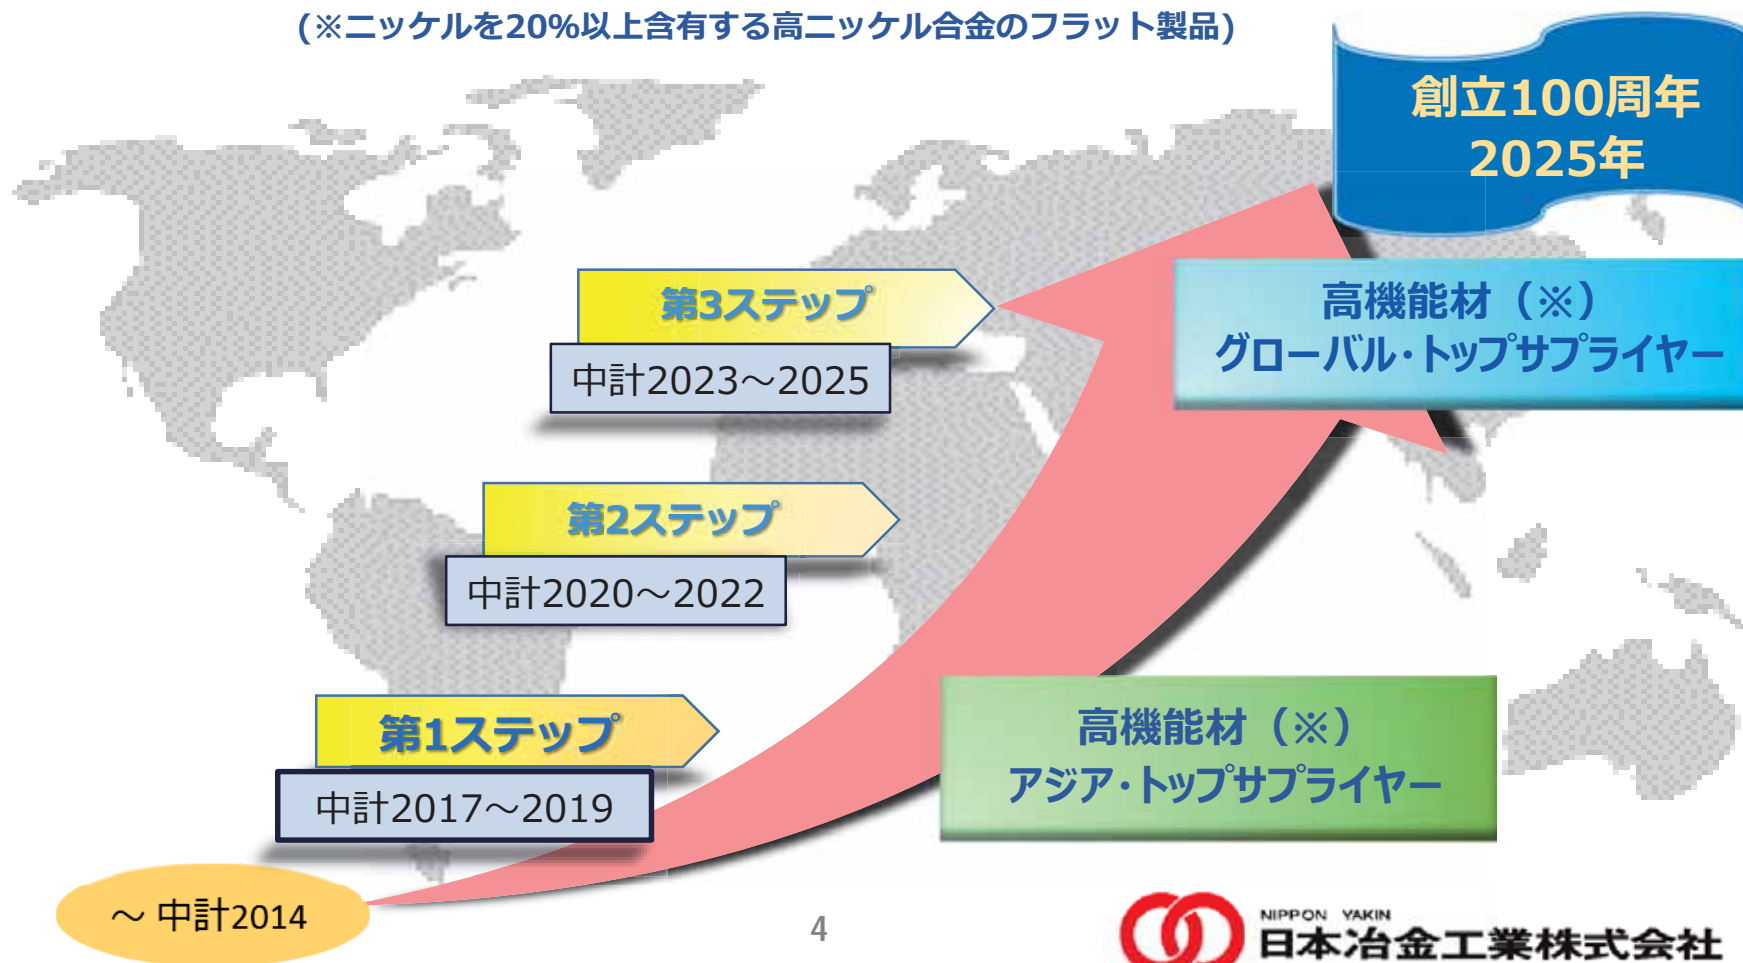 (※ニッケルを20%以上含有する高ニッケル合金のフラット製品)
創立100周年
2025年
高機能材（※）
グローバル・トップサプライヤー
第3ステップ
中計2023～2025
第2ステップ
中計2020～2022
高機能材（※）
アジア・トップサプライヤー
第1ステップ
中計2017～2019
～ 中計2014
4
NIPPON YAKIN
日本冶金工業株式会社